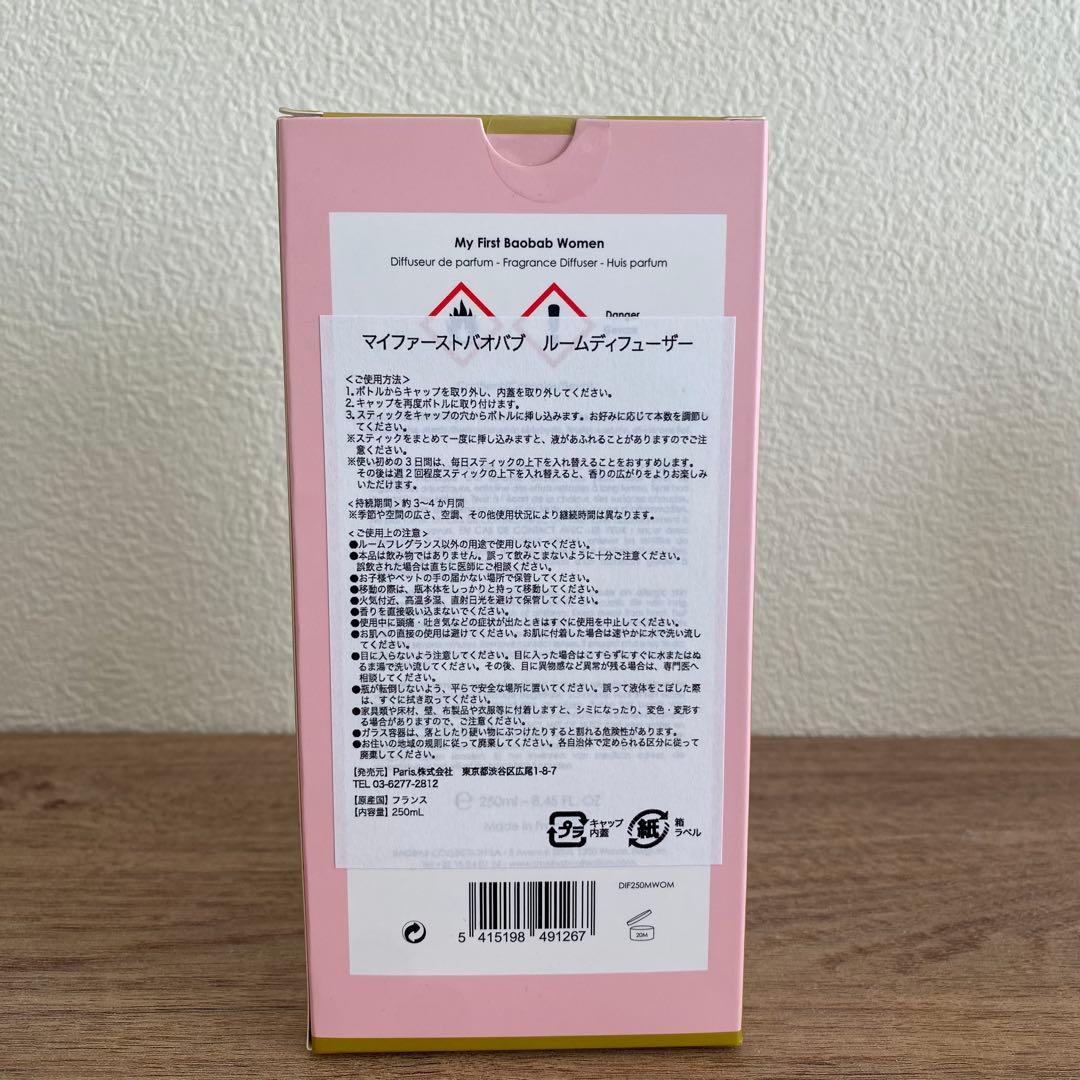 My First Baobab Women
Diffuseur de parfum - Fragrance Diffuser - Huis parfum
Danger
マイファーストバオバブ　ルームディフューザー
＜ご使用方法＞
1. ボトルからキャップを取り外し、内蓋を取り外してください。
2. キャップを再度ボトルに取り付けます。
3. スティックをキャップの穴からボトルに挿し込みます。お好みに応じて本数を調節し
てください。
※スティックをまとめて一度に挿し込みますと、液があふれることがありますのでご注
意ください。
※使い初めの3日間は、毎日スティックの上下を入れ替えることをおすすめします。
その後は週2回程度スティックの上下を入れ替えると、香りの広がりをよりお楽しみ
いただけます。
＜持続期間＞約3〜4か月間
※季節や空間の広さ、空調、その他使用状況により継続時間は異なります。
＜ご使用上の注意＞
●ルームフレグランス以外の用途で使用しないでください。
●本品は飲み物ではありません。誤って飲みこまないように十分ご注意ください。
誤飲された場合は直ちに医師にご相談ください。
●お子様やペットの手の届かない場所で保管してください。
●移動の際は、瓶本体をしっかりと持って移動してください。
●火気付近、高温多湿、直射日光を避けて保管してください。
●香りを直接吸い込まないでください。
●使用中に頭痛・吐き気などの症状が出たときはすぐに使用を中止してください。
●お肌への直接の使用は避けてください。お肌に付着した場合は速やかに水で洗い流し
てください。
●目に入らないよう注意してください。目に入った場合はこすらずにすぐに水またはぬ
るま湯で洗い流してください。その後、目に異物感など異常が残る場合は、専門医へ
相談してください。
●瓶が転倒しないよう、平らで安全な場所に置いてください。誤って液体をこぼした際
は、すぐに拭き取ってください。
●家具類や床材、壁、布製品や衣服等に付着しますと、シミになったり、変色・変形す
る場合がありますので、ご注意ください。
●ガラス容器は、落としたり硬い物にぶつけたりすると割れる危険性があります。
●お住いの地域の規則に従って廃棄してください。各自治体で定められる区分に従って
廃棄してください。
【発売元】Paris.株式会社　東京都渋谷区広尾1-8-7
TEL 03-6277-2812
【原産国】フランス
【内容量】250mL
℮ 250ml - 8.45 FL. OZ
プラ キャップ 内蓋
紙 箱 ラベル
DIF250MWOM
5 415198 491267
20M